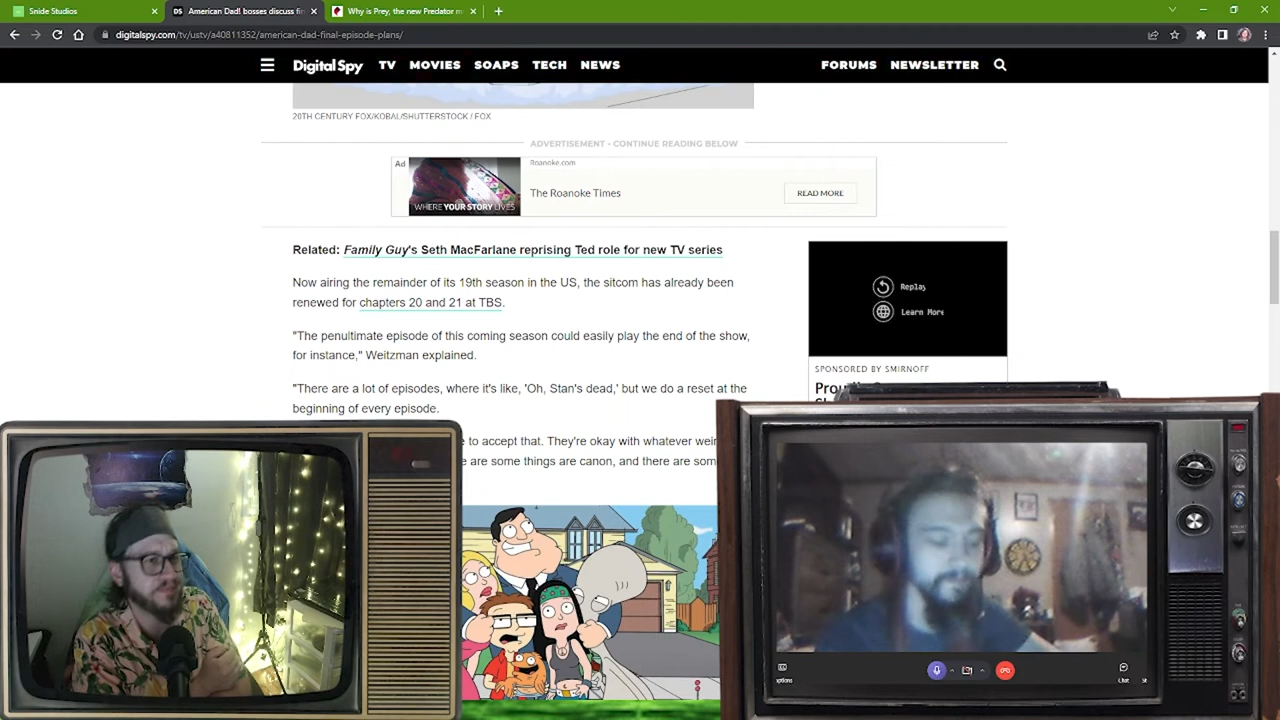 Snide Studios
DS
American Dad! bosses discuss fi
Why is Prey, the new Predator m
digitalspy.com/tv/ustv/a40811352/american-dad-final-episode-plans/
Digital Spy
TV
MOVIES
SOAPS
TECH
NEWS
FORUMS
NEWSLETTER
20TH CENTURY FOX/KOBAL/SHUTTERSTOCK / FOX
ADVERTISEMENT - CONTINUE READING BELOW
Ad
WHERE YOUR STORY LIVES
Roanoke.com
The Roanoke Times
READ MORE
Related: Family Guy's Seth MacFarlane reprising Ted role for new TV series
Now airing the remainder of its 19th season in the US, the sitcom has already been
renewed for chapters 20 and 21 at TBS.
"The penultimate episode of this coming season could easily play the end of the show,
for instance," Weitzman explained.
"There are a lot of episodes, where it's like, 'Oh, Stan's dead,' but we do a reset at the
beginning of every episode.
e to accept that. They're okay with whatever weir
e are some things are canon, and there are som
Replay
Learn More
SPONSORED BY SMIRNOFF
Chat